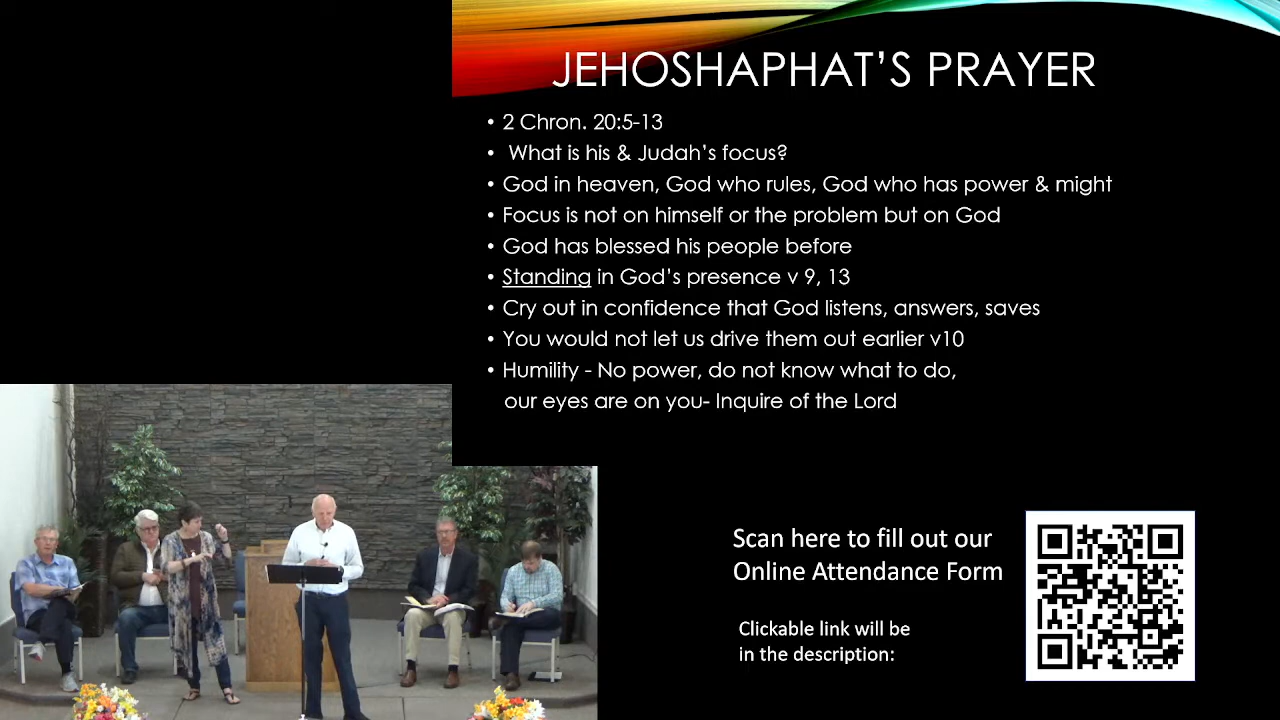 JEHOSHAPHAT’S PRAYER
• 2 Chron. 20:5-13
• What is his & Judah’s focus?
• God in heaven, God who rules, God who has power & might
• Focus is not on himself or the problem but on God
• God has blessed his people before
• Standing in God’s presence v 9, 13
• Cry out in confidence that God listens, answers, saves
• You would not let us drive them out earlier v10
• Humility - No power, do not know what to do,
our eyes are on you- Inquire of the Lord
Scan here to fill out our
Online Attendance Form
Clickable link will be
in the description: